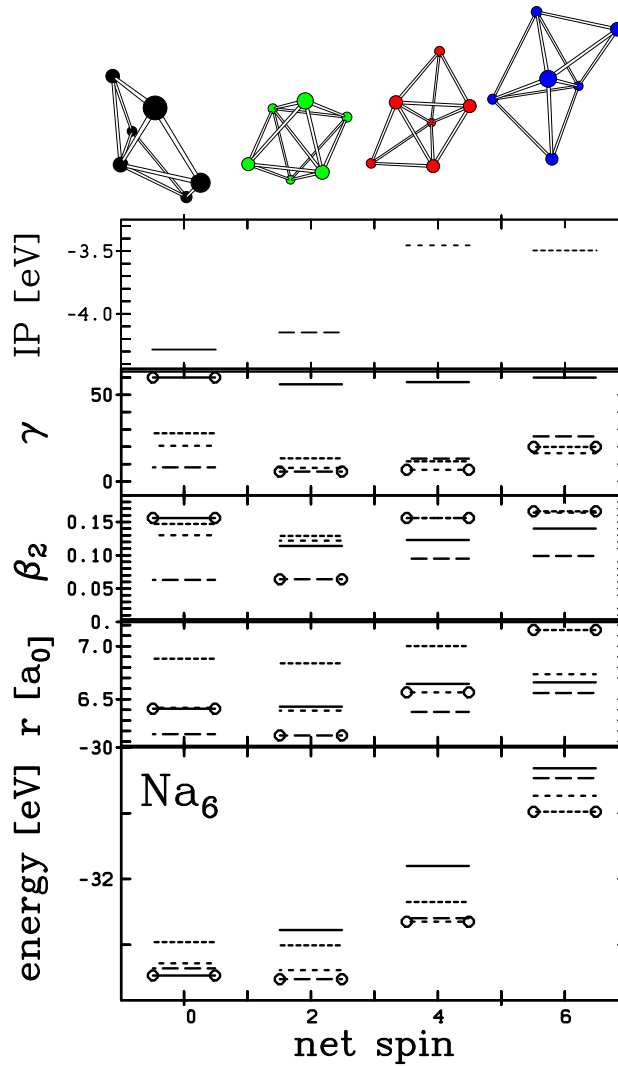 IP [eV]
-3.5
-4.0
γ
50
0
β₂
0.15
0.10
0.05
0.
r [a₀]
7.0
6.5
-30
energy [eV]
Na₆
-32
0 2 4 6
net spin